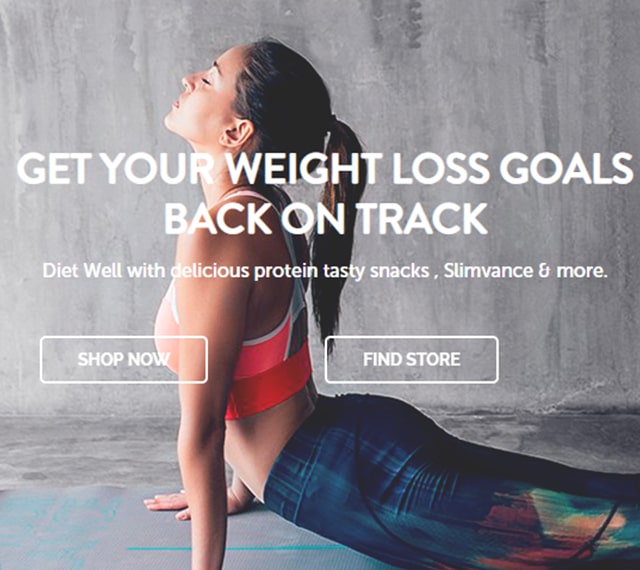 GET YOUR WEIGHT LOSS GOALS
BACK ON TRACK
Diet Well with delicious protein tasty snacks , Slimvance & more.
SHOP NOW
FIND STORE